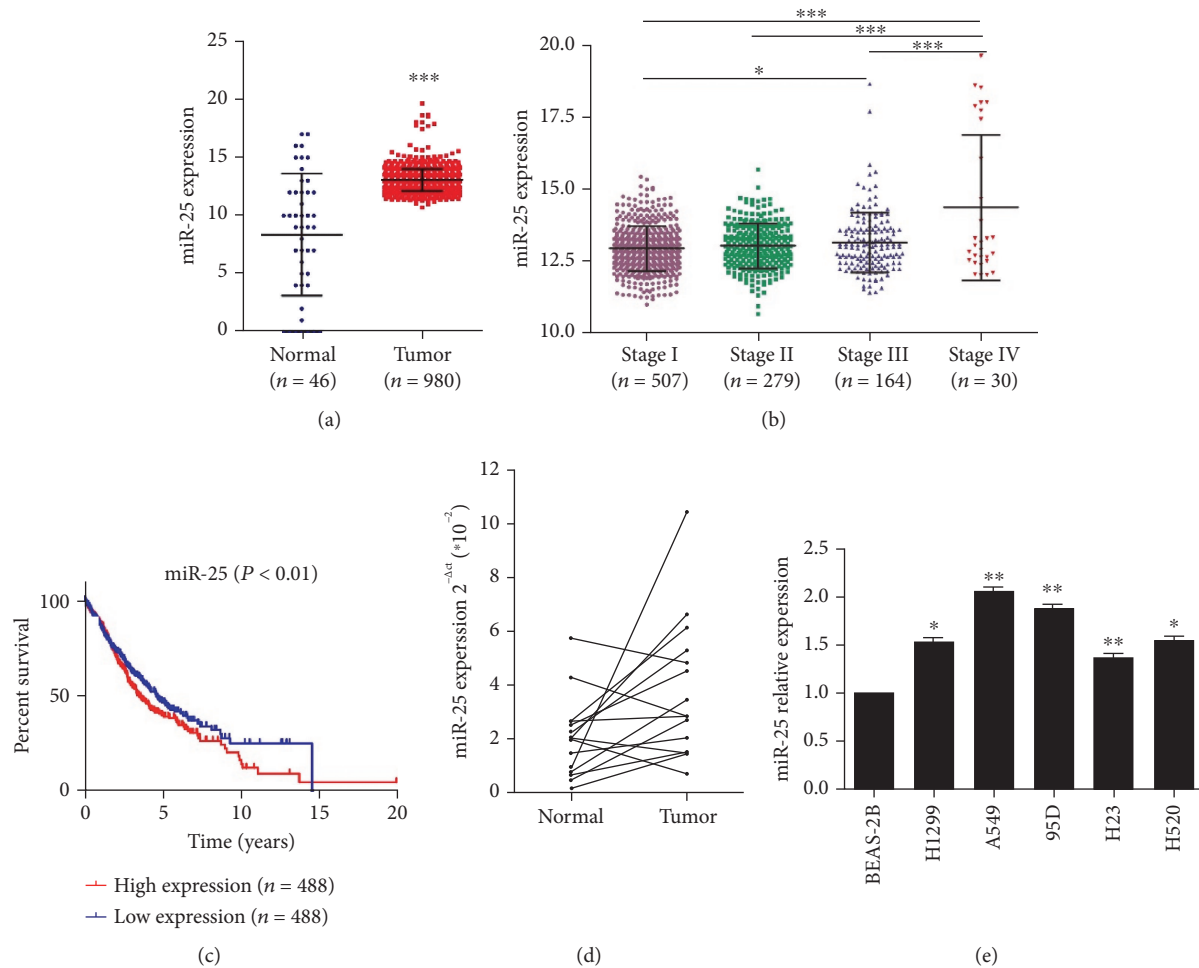 25
20
15
10
5
0
miR-25 expression
***
Normal
(n = 46)
Tumor
(n = 980)
(a)
20.0
17.5
15.0
12.5
10.0
miR-25 expression
***
***
***
*
Stage I
(n = 507)
Stage II
(n = 279)
Stage III
(n = 164)
Stage IV
(n = 30)
(b)
miR-25 (P < 0.01)
100
50
0
Percent survival
0
5
10
15
20
Time (years)
High expression (n = 488)
Low expression (n = 488)
(c)
12
10
8
6
4
2
0
miR-25 experssion 2^−Δct (*10^−2)
Normal
Tumor
(d)
2.5
2.0
1.5
1.0
0.5
0.0
miR-25 relative experssion
*
**
**
**
*
BEAS-2B
H1299
A549
95D
H23
H520
(e)